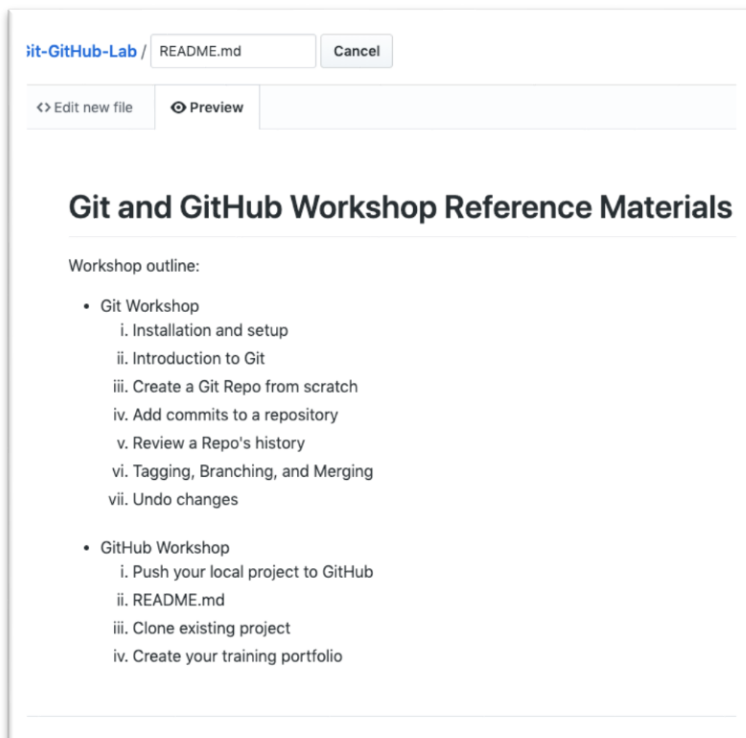 it-GitHub-Lab / README.md Cancel
<> Edit new file Preview
Git and GitHub Workshop Reference Materials
Workshop outline:
• Git Workshop
i. Installation and setup
ii. Introduction to Git
iii. Create a Git Repo from scratch
iv. Add commits to a repository
v. Review a Repo's history
vi. Tagging, Branching, and Merging
vii. Undo changes
• GitHub Workshop
i. Push your local project to GitHub
ii. README.md
iii. Clone existing project
iv. Create your training portfolio